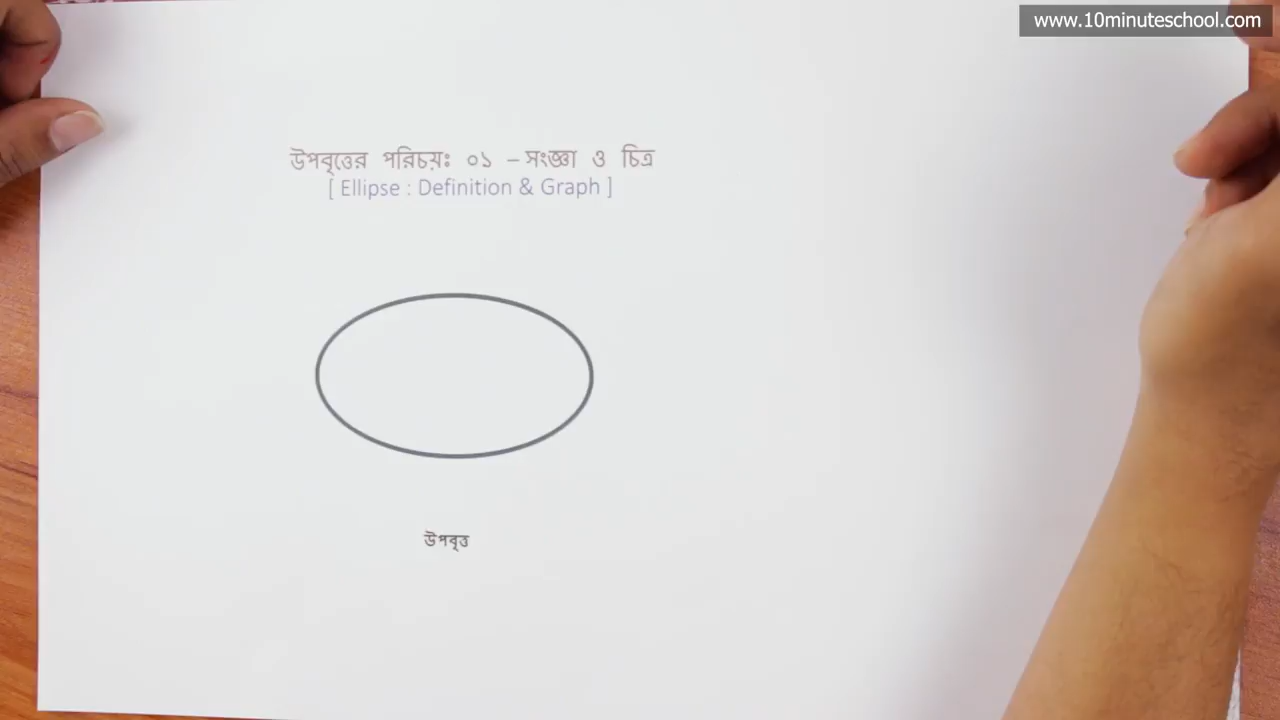 www.10minuteschool.com
উপবৃত্তের পরিচয়ঃ ০১ – সংজ্ঞা ও চিত্র
[ Ellipse : Definition & Graph ]
উপবৃত্ত